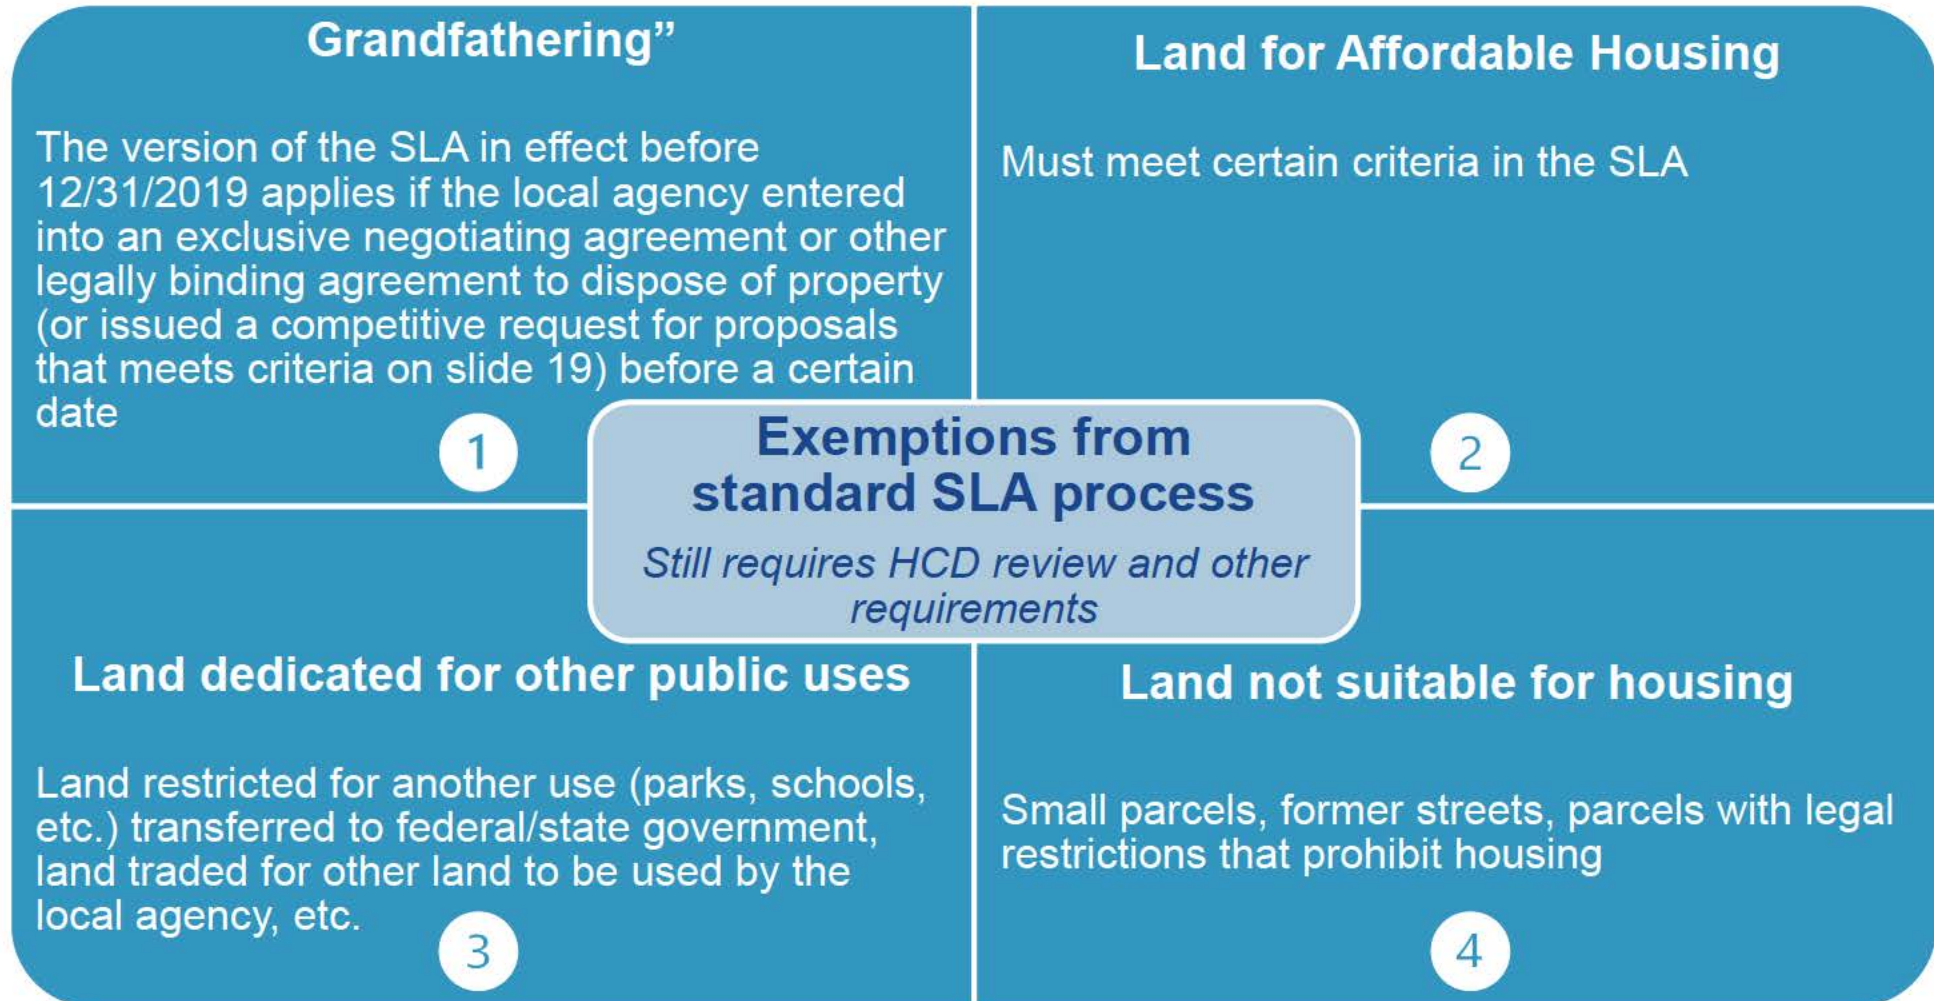 Grandfathering”
The version of the SLA in effect before
12/31/2019 applies if the local agency entered
into an exclusive negotiating agreement or other
legally binding agreement to dispose of property
(or issued a competitive request for proposals
that meets criteria on slide 19) before a certain
date
1
Land for Affordable Housing
Must meet certain criteria in the SLA
2
Exemptions from
standard SLA process
Still requires HCD review and other
requirements
Land dedicated for other public uses
Land restricted for another use (parks, schools,
etc.) transferred to federal/state government,
land traded for other land to be used by the
local agency, etc.
3
Land not suitable for housing
Small parcels, former streets, parcels with legal
restrictions that prohibit housing
4